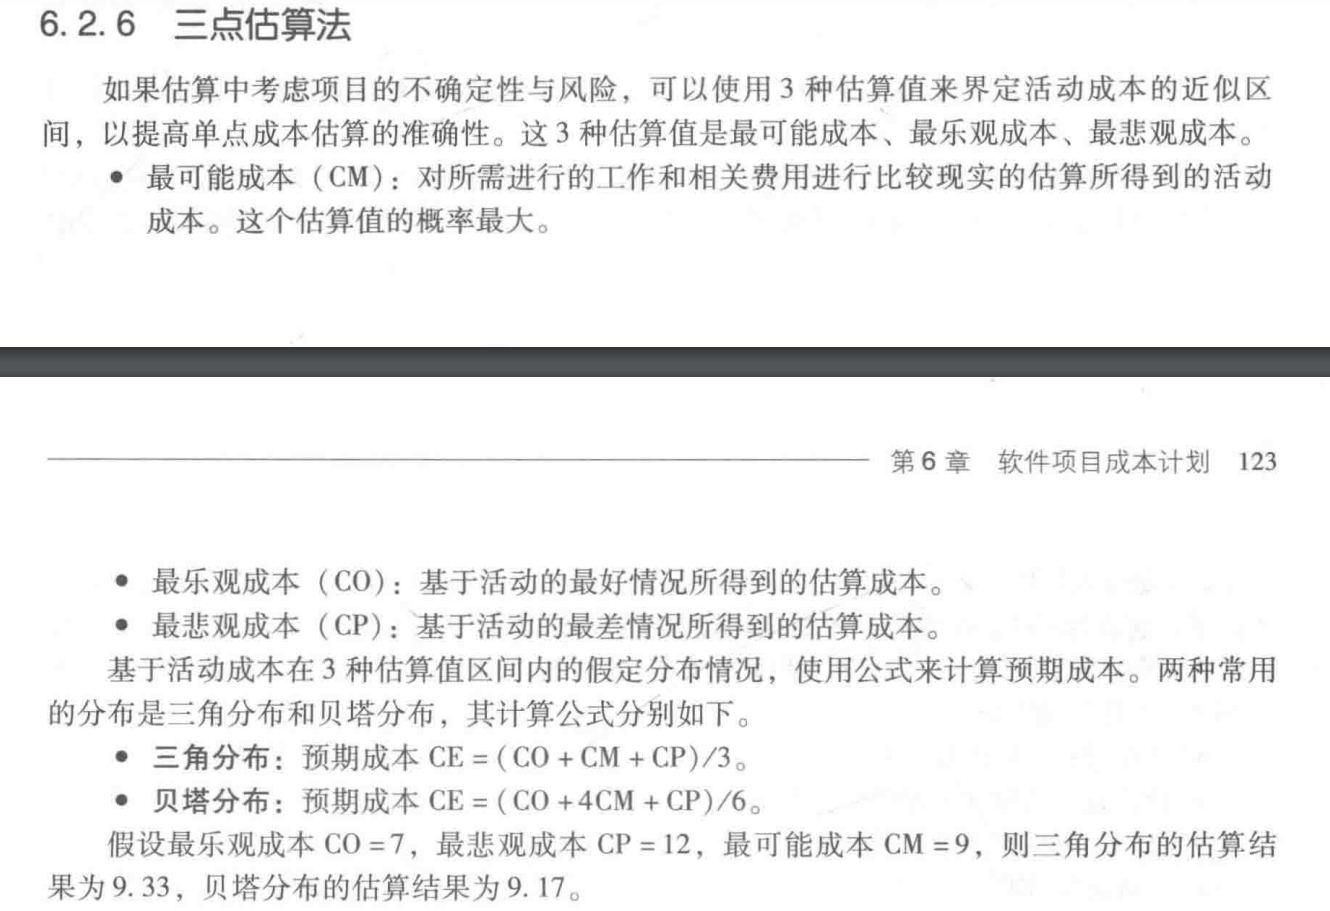 6.2.6 三点估算法
如果估算中考虑项目的不确定性与风险，可以使用3种估算值来界定活动成本的近似区
间，以提高单点成本估算的准确性。这3种估算值是最可能成本、最乐观成本、最悲观成本。
● 最可能成本（CM）：对所需进行的工作和相关费用进行比较现实的估算所得到的活动
成本。这个估算值的概率最大。
第6章 软件项目成本计划 123
● 最乐观成本（CO）：基于活动的最好情况所得到的估算成本。
● 最悲观成本（CP）：基于活动的最差情况所得到的估算成本。
基于活动成本在3种估算值区间内的假定分布情况，使用公式来计算预期成本。两种常用
的分布是三角分布和贝塔分布，其计算公式分别如下。
● 三角分布：预期成本 CE =（CO + CM + CP）/3。
● 贝塔分布：预期成本 CE =（CO +4CM + CP）/6。
假设最乐观成本 CO =7，最悲观成本 CP = 12，最可能成本 CM =9，则三角分布的估算结
果为9.33，贝塔分布的估算结果为9.17。